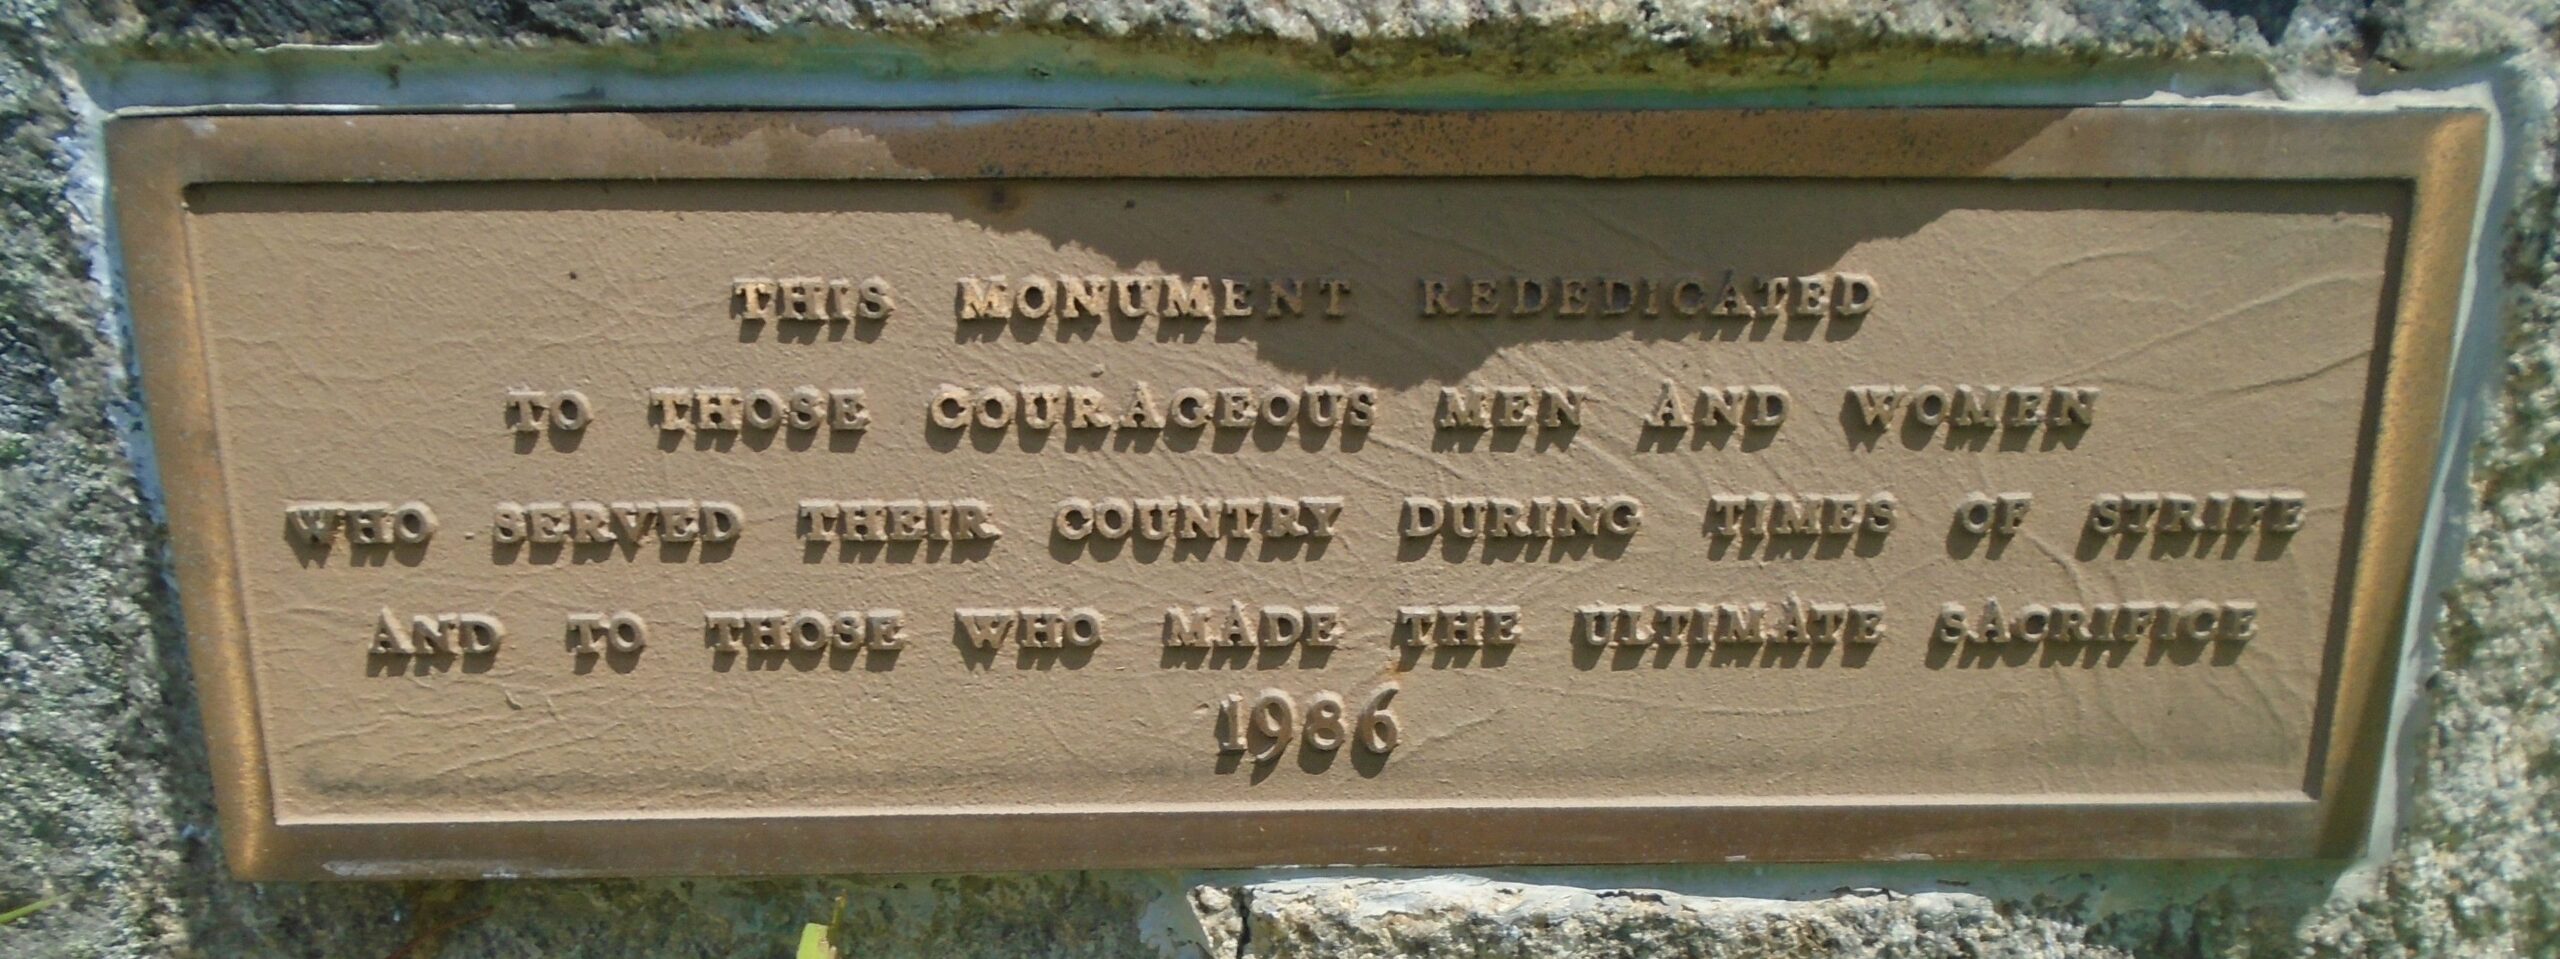 THIS MONUMENT REDEDICATED
TO THOSE COURAGEOUS MEN AND WOMEN
WHO SERVED THEIR COUNTRY DURING TIMES OF STRIFE
AND TO THOSE WHO MADE THE ULTIMATE SACRIFICE
1986